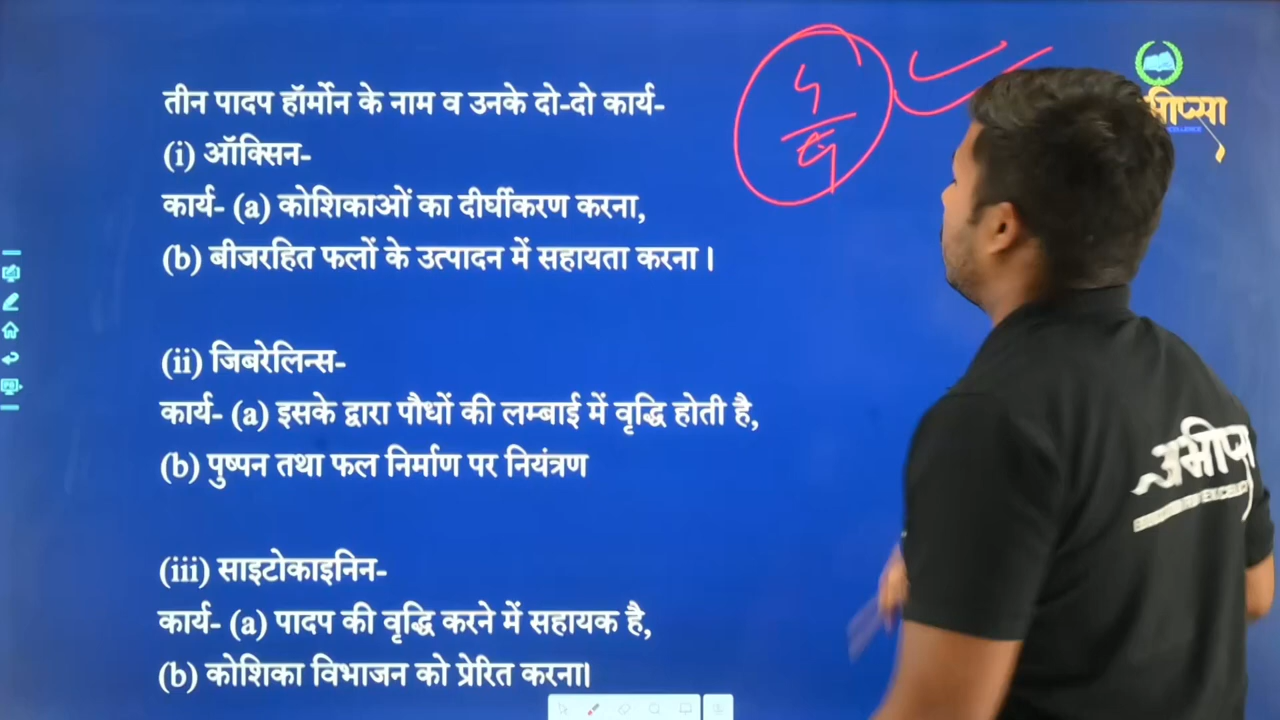 तीन पादप हॉर्मोन के नाम व उनके दो-दो कार्य-
(i) ऑक्सिन-
कार्य- (a) कोशिकाओं का दीर्घीकरण करना,
(b) बीजरहित फलों के उत्पादन में सहायता करना ।
(ii) जिबरेलिन्स-
कार्य- (a) इसके द्वारा पौधों की लम्बाई में वृद्धि होती है,
(b) पुष्पन तथा फल निर्माण पर नियंत्रण
(iii) साइटोकाइनिन-
कार्य- (a) पादप की वृद्धि करने में सहायक है,
(b) कोशिका विभाजन को प्रेरित करना।